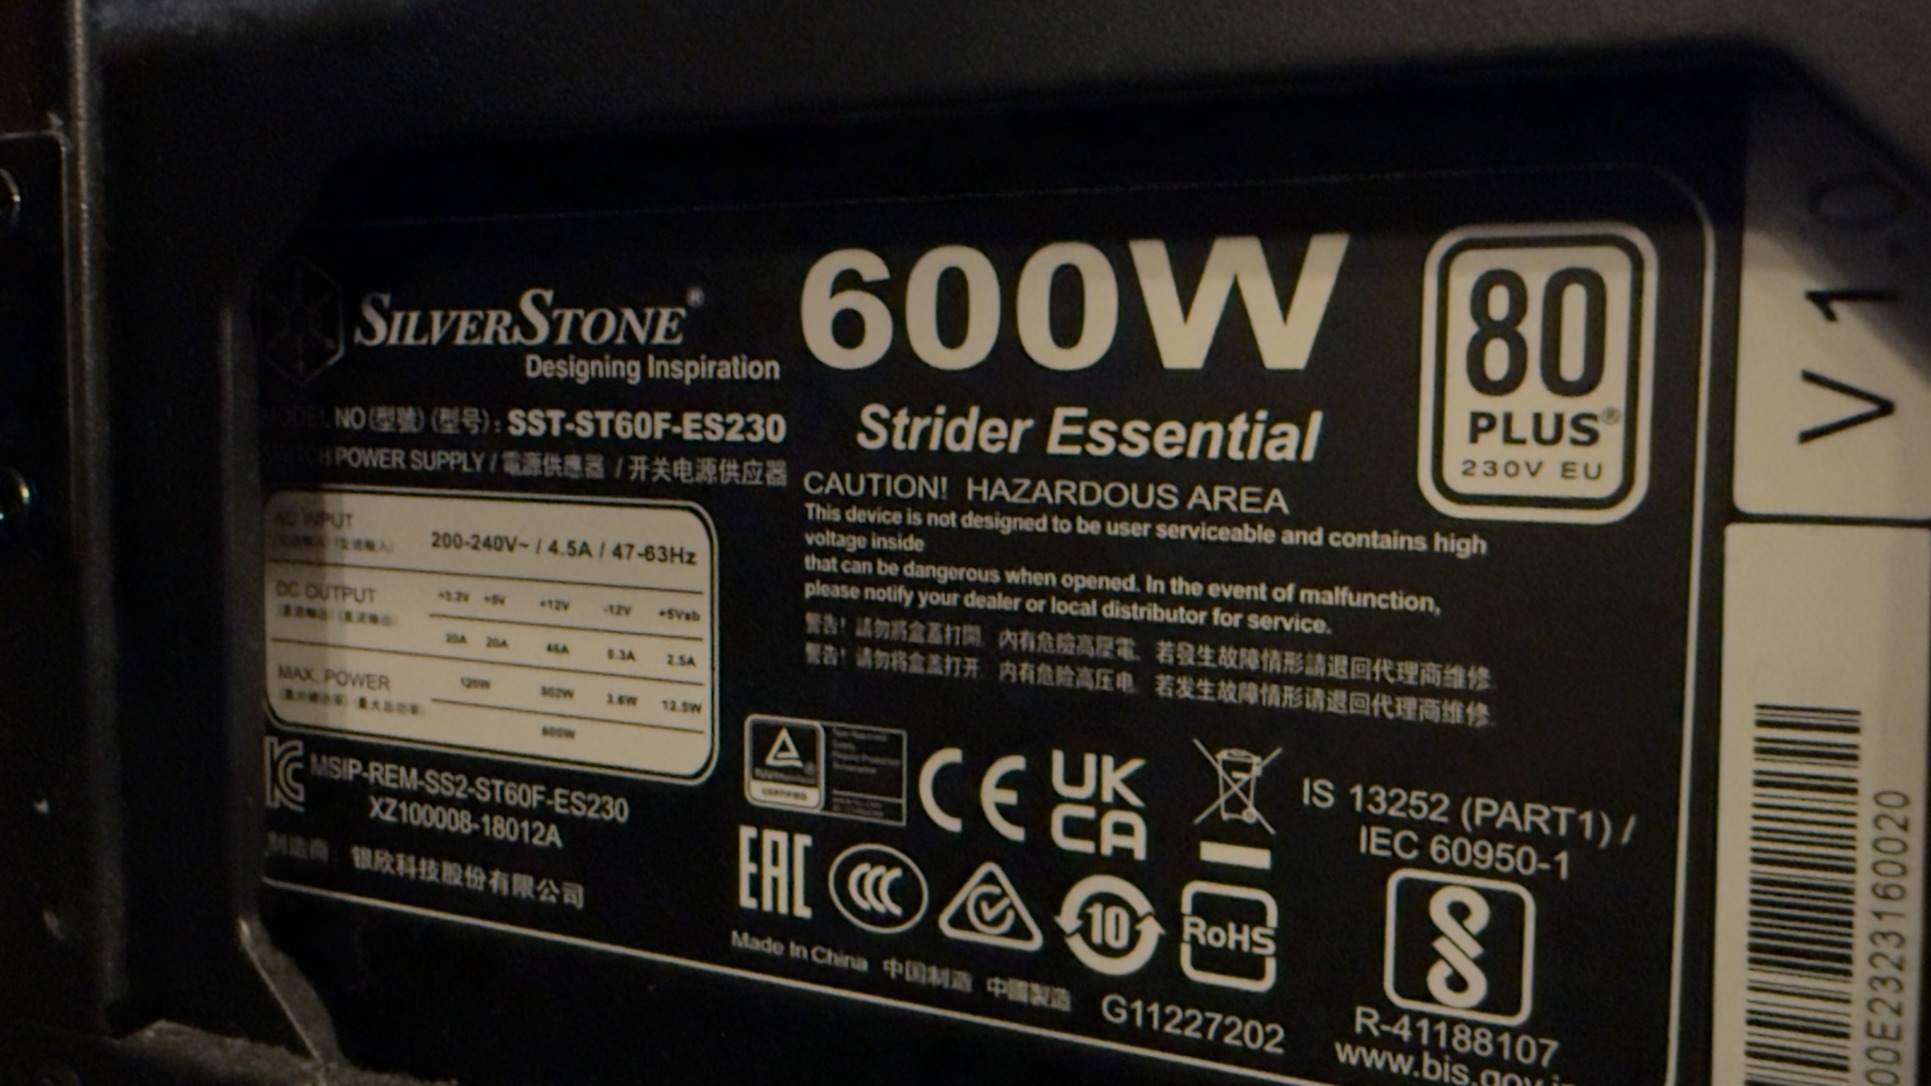 SILVERSTONE®
Designing Inspiration
MODEL NO(型號) (型号): SST-ST60F-ES230
SWITCH POWER SUPPLY / 電源供應器 / 开关电源供应器
AC INPUT
200-240V~ / 4.5A / 47-63Hz
DC OUTPUT
+3.3V +5V +12V -12V +5Vsb
20A 20A 46A 0.3A 2.5A
MAX. POWER
120W 552W 3.6W 12.5W
600W
MSIP-REM-SS2-ST60F-ES230
XZ100008-18012A
制造商: 银欣科技股份有限公司
600W
Strider Essential
80
PLUS®
230V EU
CAUTION! HAZARDOUS AREA
This device is not designed to be user serviceable and contains high
voltage inside
that can be dangerous when opened. In the event of malfunction,
please notify your dealer or local distributor for service.
警告! 請勿將盒蓋打開, 內有危險高壓電, 若發生故障情形請退回代理商維修.
警告! 请勿将盒盖打开, 内有危险高压电, 若发生故障情形请退回代理商维修.
CERTIFIED
CE
UK
CA
IS 13252 (PART1) /
IEC 60950-1
EAC
CCC
10
RoHS
Made In China 中国制造 中國製造
G11227202
R-41188107
www.bis.gov.in
V 1.0
00E2323160020